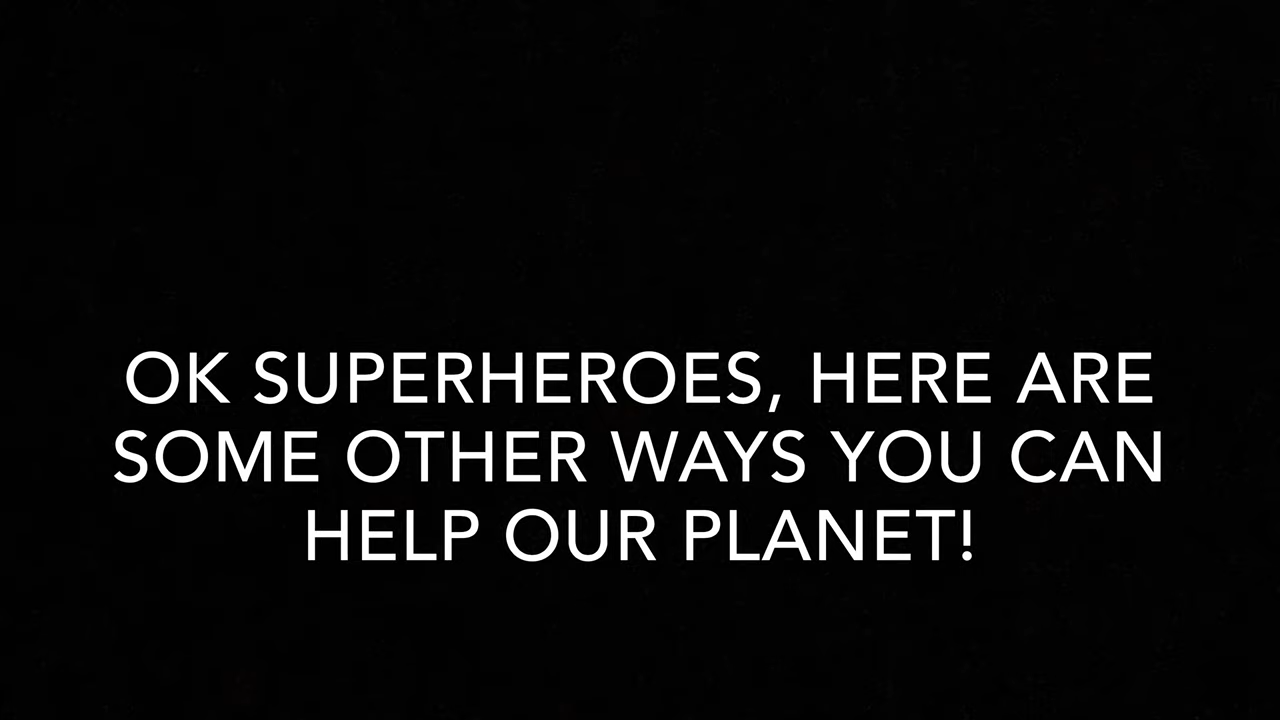 OK SUPERHEROES, HERE ARE
SOME OTHER WAYS YOU CAN
HELP OUR PLANET!